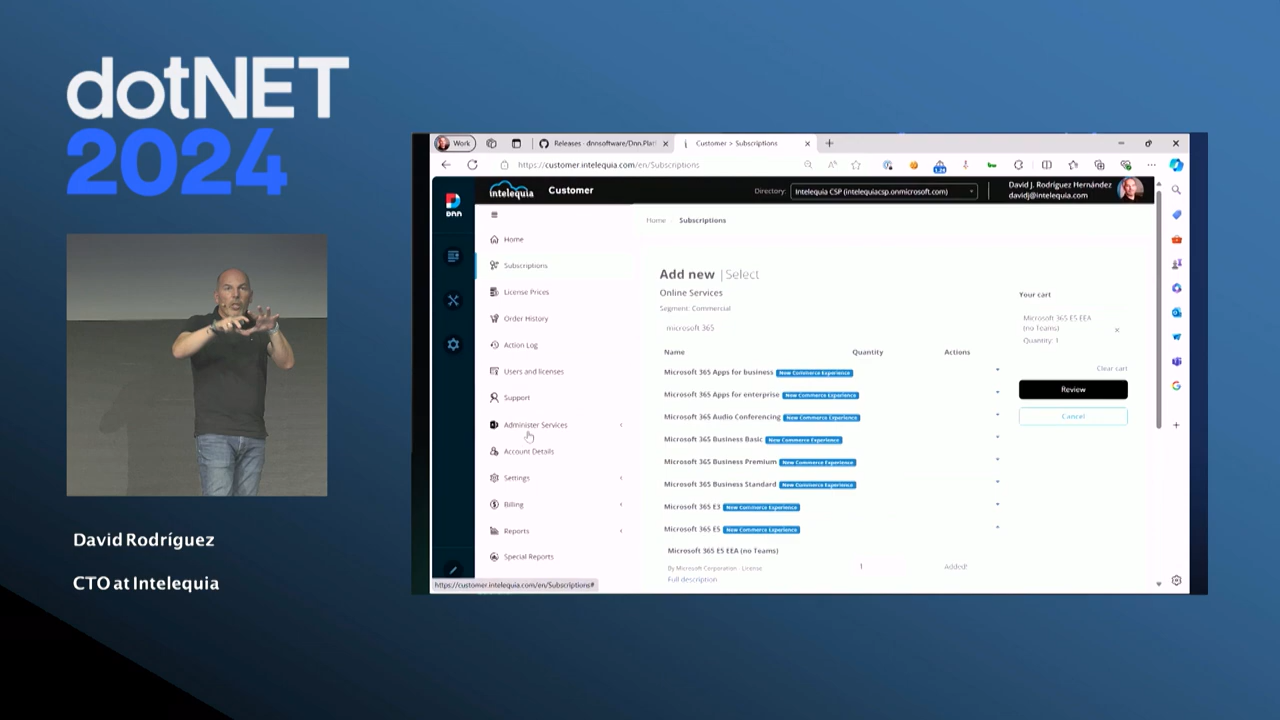 dotNET
2024
David Rodríguez
CTO at Intelequia
Work
Releases · dnnsoftware/Dnn.Platf
Customer > Subscriptions
https://customer.intelequia.com/en/Subscriptions
1.24
DNN
intelequia
Customer
Directory:
Intelequia CSP (intelequiacsp.onmicrosoft.com)
David J. Rodríguez Hernández
davidj@intelequia.com
Home
Subscriptions
License Prices
Order History
Action Log
Users and licenses
Support
Administer Services
Account Details
Settings
Billing
Reports
Special Reports
https://customer.intelequia.com/en/Subscriptions#
Home
Subscriptions
Add new | Select
Online Services
Segment: Commercial
microsoft 365
Name Quantity Actions
Microsoft 365 Apps for business New Commerce Experience
Microsoft 365 Apps for enterprise New Commerce Experience
Microsoft 365 Audio Conferencing New Commerce Experience
Microsoft 365 Business Basic New Commerce Experience
Microsoft 365 Business Premium New Commerce Experience
Microsoft 365 Business Standard New Commerce Experience
Microsoft 365 E3 New Commerce Experience
Microsoft 365 E5 New Commerce Experience
Microsoft 365 E5 EEA (no Teams)
By Microsoft Corporation · License 1 Added!
Full description
Your cart
Microsoft 365 E5 EEA
(no Teams)
Quantity: 1
Clear cart
Review
Cancel